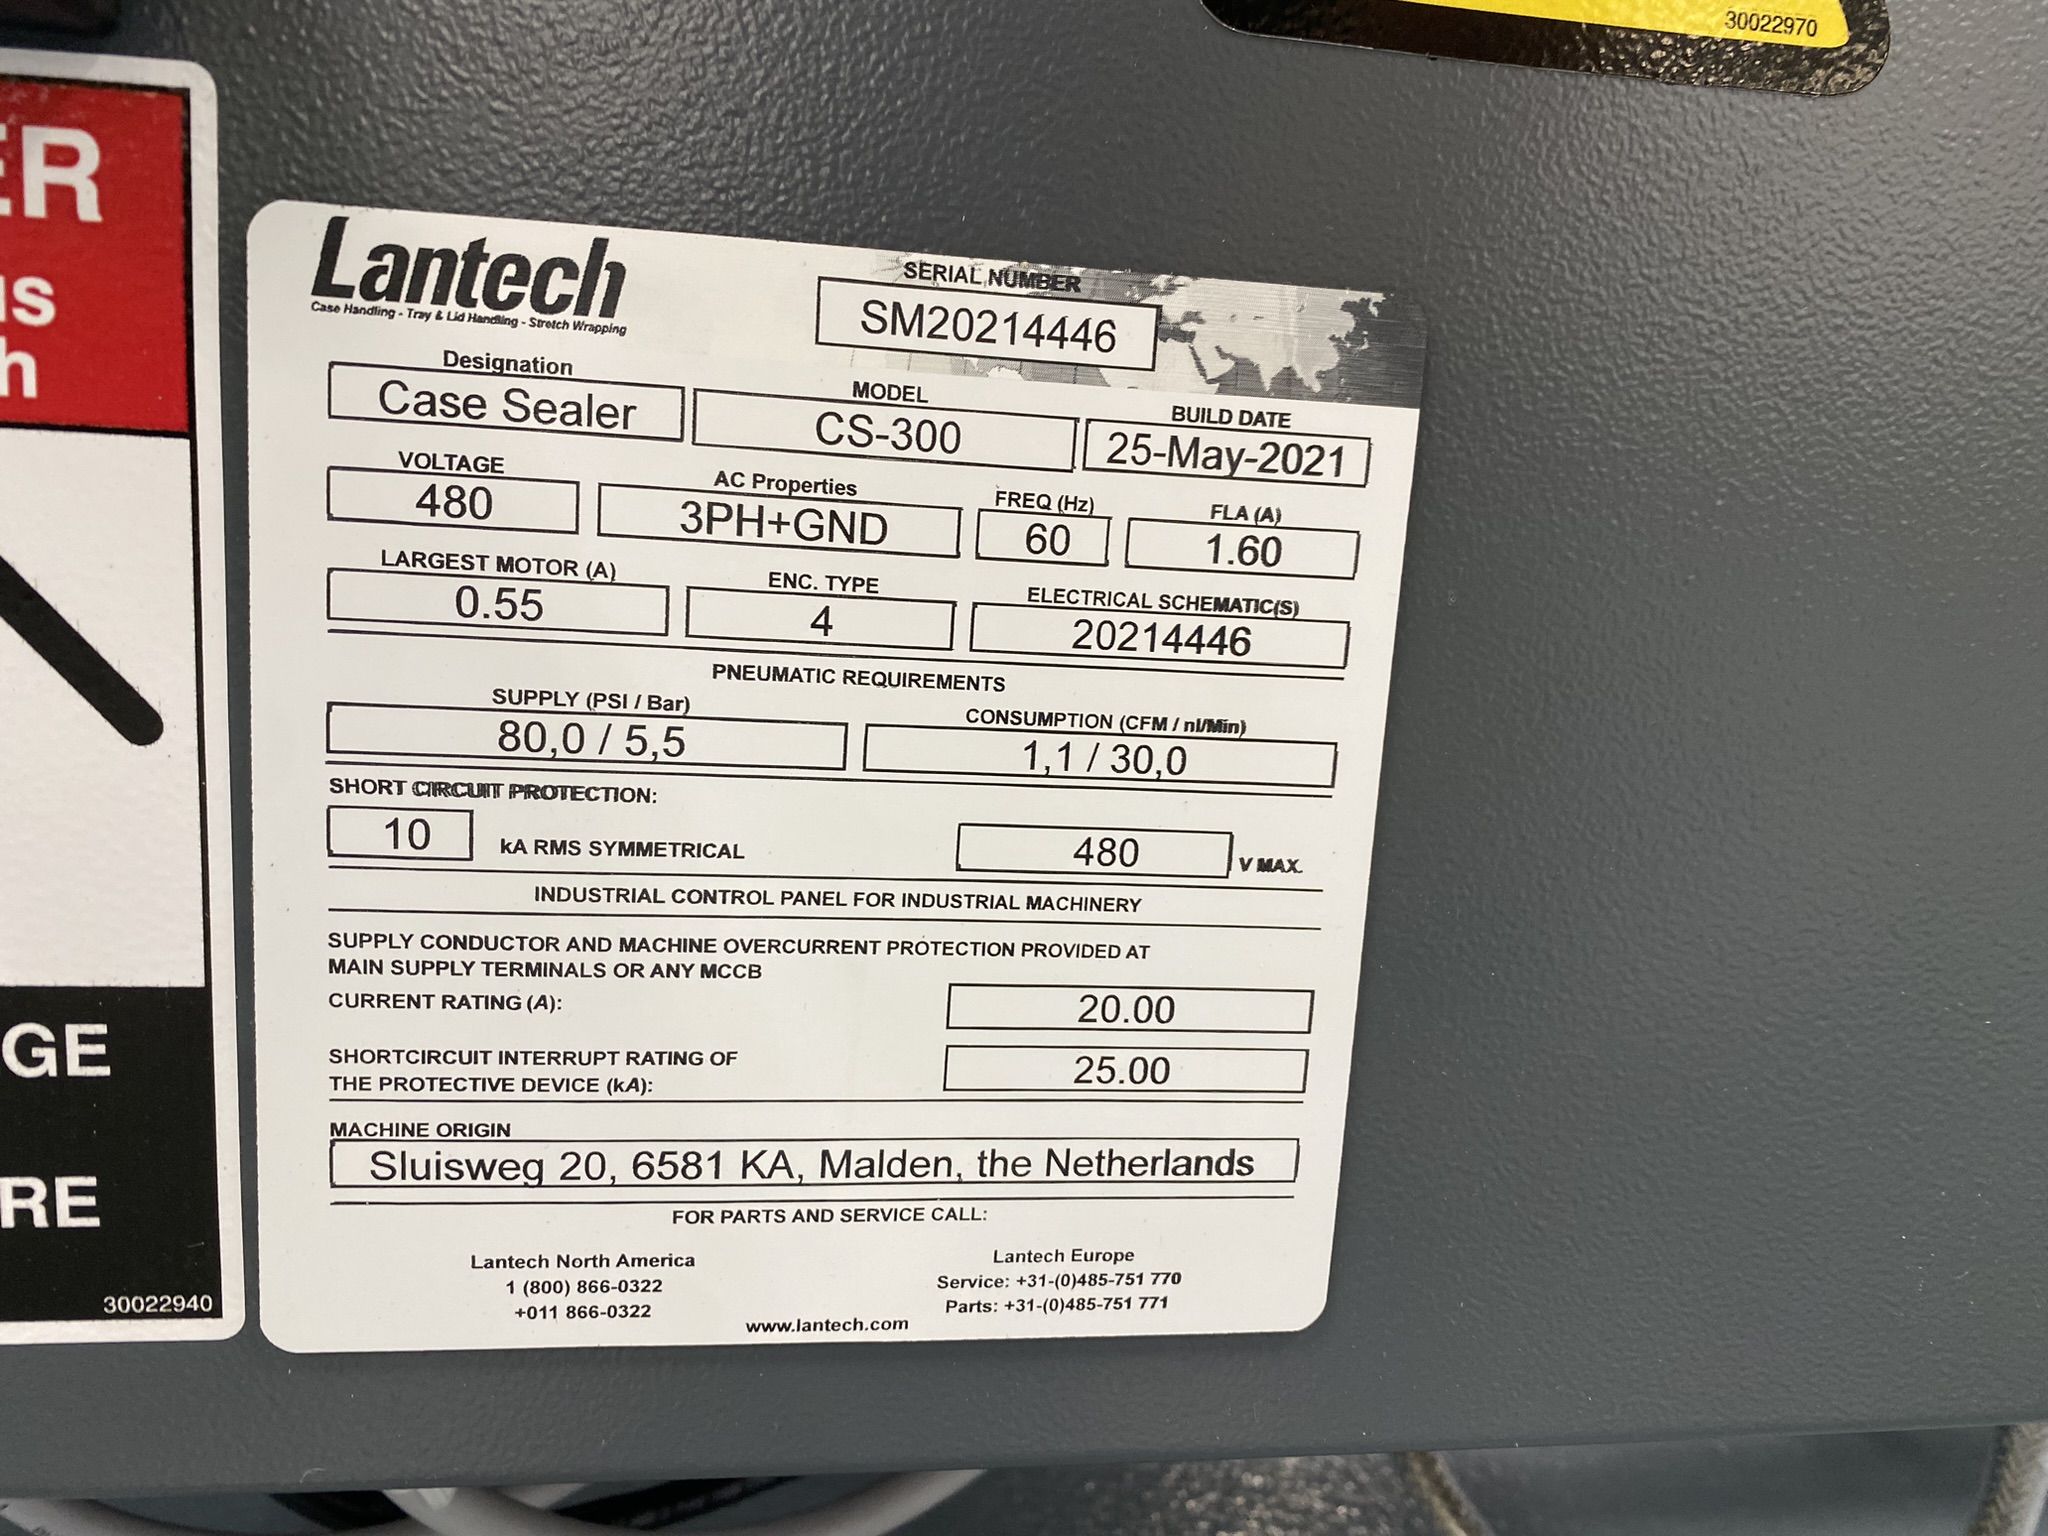 30022970
ER
us
h
GE
RE
30022940
Lantech
Case Handling - Tray & Lid Handling - Stretch Wrapping
SERIAL NUMBER
SM20214446
Designation
Case Sealer
MODEL
CS-300
BUILD DATE
25-May-2021
VOLTAGE
480
AC Properties
3PH+GND
FREQ (Hz)
60
FLA (A)
1.60
LARGEST MOTOR (A)
0.55
ENC. TYPE
4
ELECTRICAL SCHEMATIC(S)
20214446
PNEUMATIC REQUIREMENTS
SUPPLY (PSI / Bar)
80,0 / 5,5
CONSUMPTION (CFM / nl/Min)
1,1 / 30,0
SHORT CIRCUIT PROTECTION:
10 kA RMS SYMMETRICAL 480 V MAX.
INDUSTRIAL CONTROL PANEL FOR INDUSTRIAL MACHINERY
SUPPLY CONDUCTOR AND MACHINE OVERCURRENT PROTECTION PROVIDED AT
MAIN SUPPLY TERMINALS OR ANY MCCB
CURRENT RATING (A): 20.00
SHORTCIRCUIT INTERRUPT RATING OF
THE PROTECTIVE DEVICE (kA): 25.00
MACHINE ORIGIN
Sluisweg 20, 6581 KA, Malden, the Netherlands
FOR PARTS AND SERVICE CALL:
Lantech North America
1 (800) 866-0322
+011 866-0322
Lantech Europe
Service: +31-(0)485-751 770
Parts: +31-(0)485-751 771
www.lantech.com